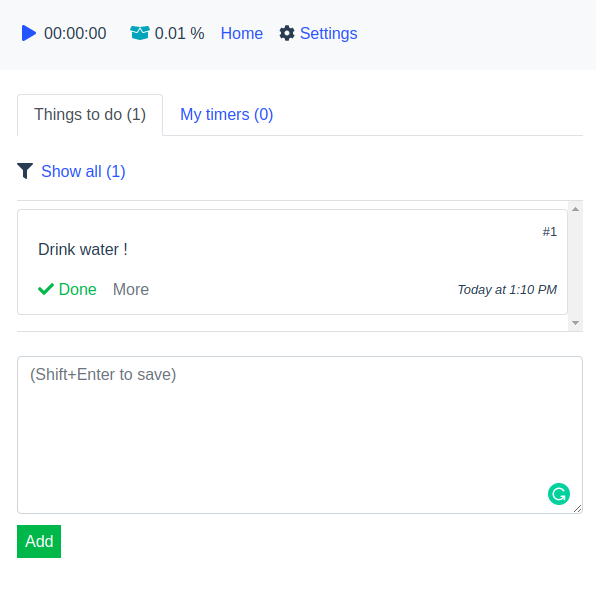 00:00:00 0.01 % Home Settings
Things to do (1) My timers (0)
Show all (1)
#1
Drink water !
Done More Today at 1:10 PM
(Shift+Enter to save)
Add